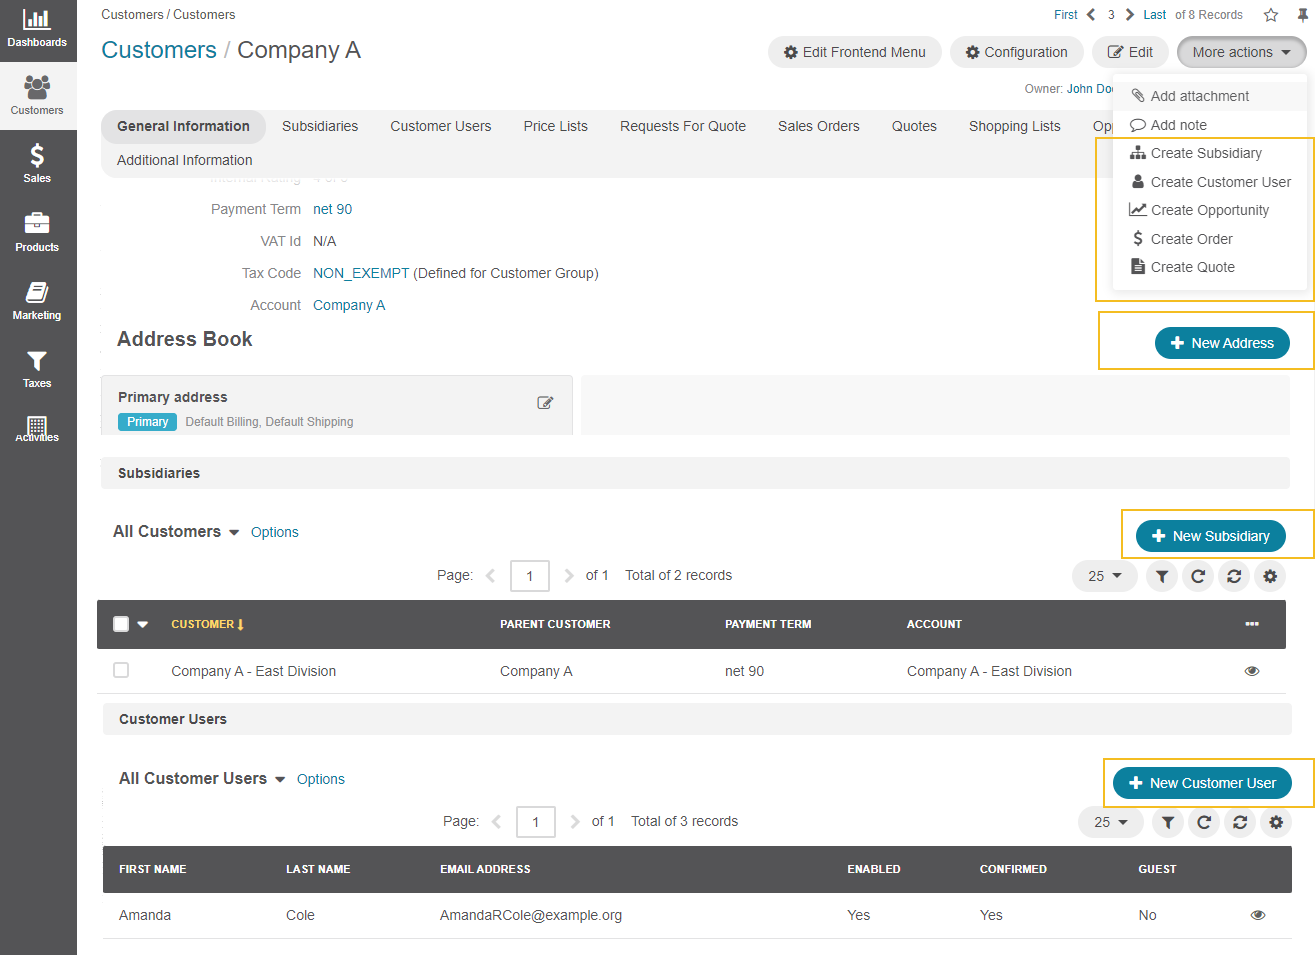 Dashboards
Customers
Sales
Products
Marketing
Taxes
Activities
Customers / Customers
First 3 Last of 8 Records
Customers / Company A
Edit Frontend Menu Configuration Edit More actions
Owner: John Do
Add attachment
Add note
Create Subsidiary
Create Customer User
Create Opportunity
Create Order
Create Quote
General Information Subsidiaries Customer Users Price Lists Requests For Quote Sales Orders Quotes Shopping Lists Opp
Additional Information
Payment Term net 90
VAT Id N/A
Tax Code NON_EXEMPT (Defined for Customer Group)
Account Company A
Address Book
+ New Address
Primary address
Primary Default Billing, Default Shipping
Subsidiaries
All Customers Options
+ New Subsidiary
Page: 1 of 1 Total of 2 records 25
CUSTOMER PARENT CUSTOMER PAYMENT TERM ACCOUNT
Company A - East Division Company A net 90 Company A - East Division
Customer Users
All Customer Users Options
+ New Customer User
Page: 1 of 1 Total of 3 records 25
FIRST NAME LAST NAME EMAIL ADDRESS ENABLED CONFIRMED GUEST
Amanda Cole AmandaRCole@example.org Yes Yes No